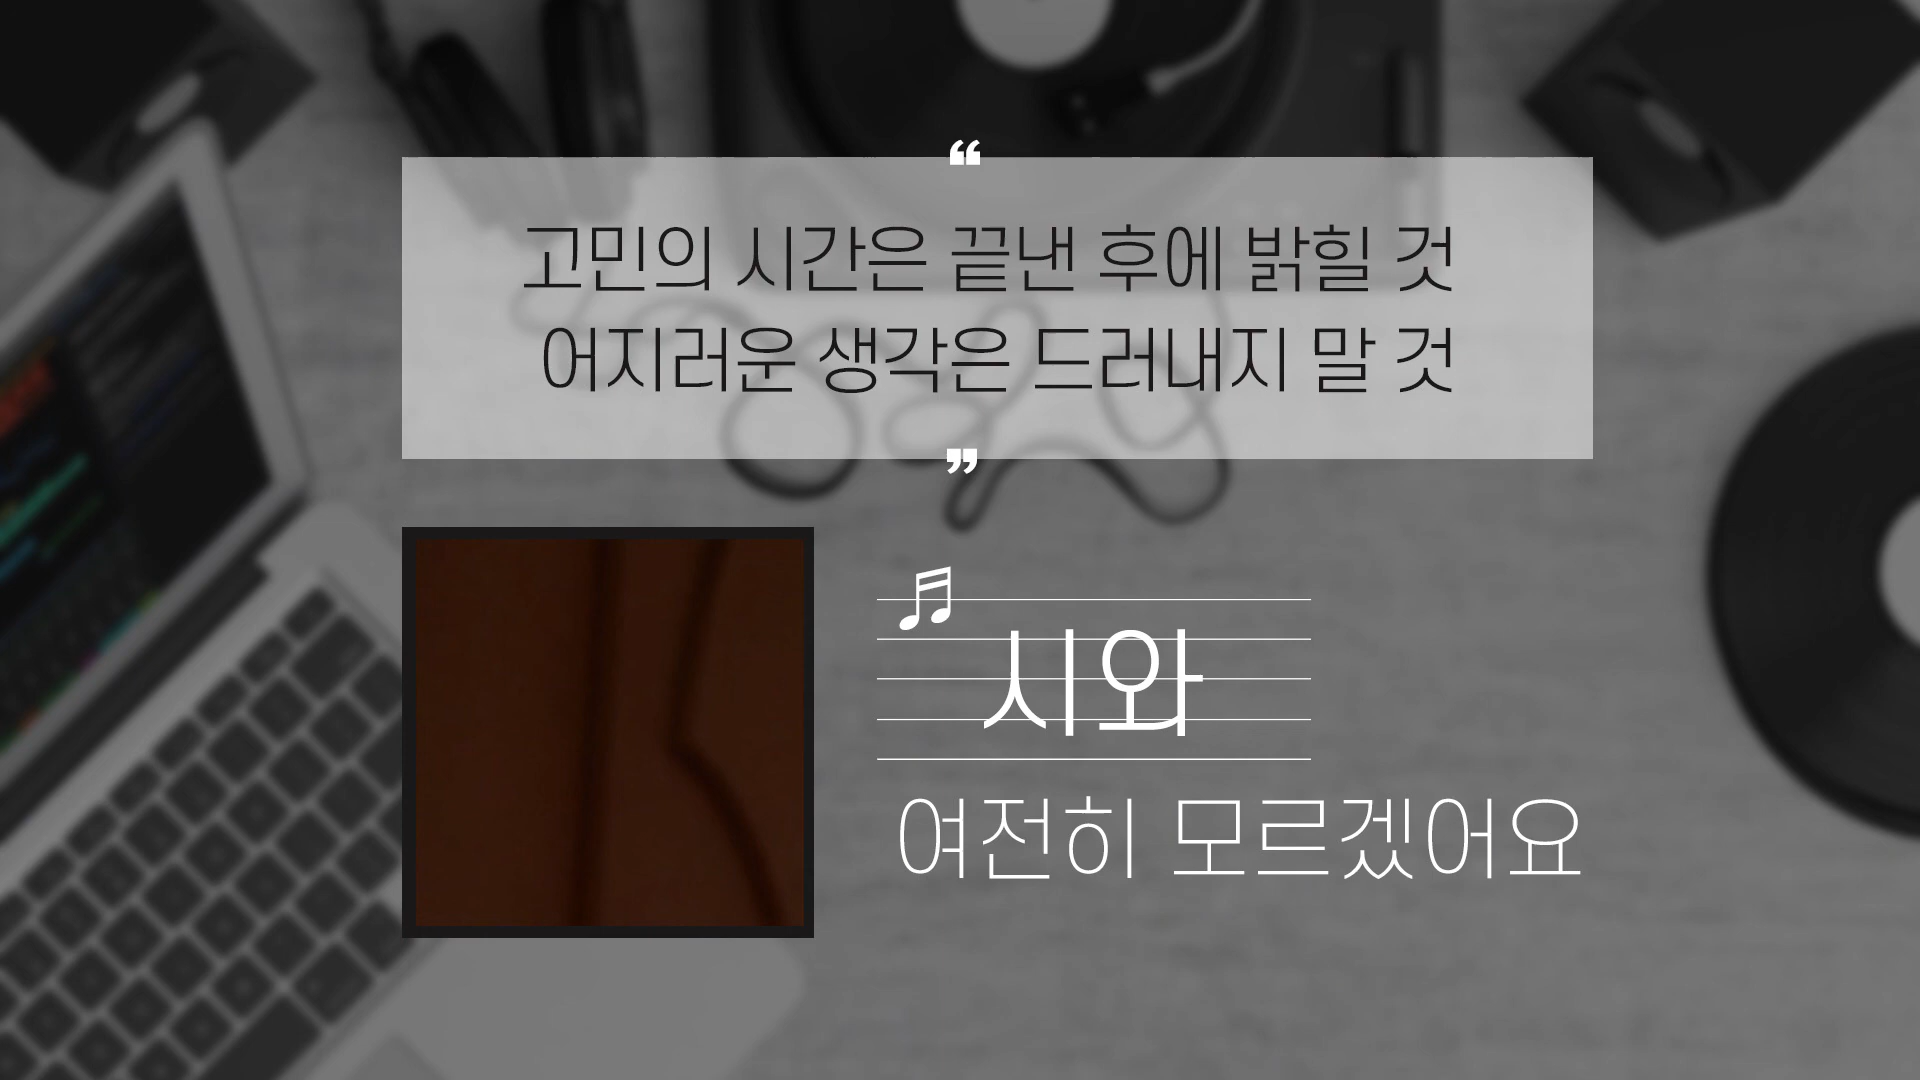 ❝
고민의 시간은 끝낸 후에 밝힐 것
어지러운 생각은 드러내지 말 것
❞
시와
여전히 모르겠어요